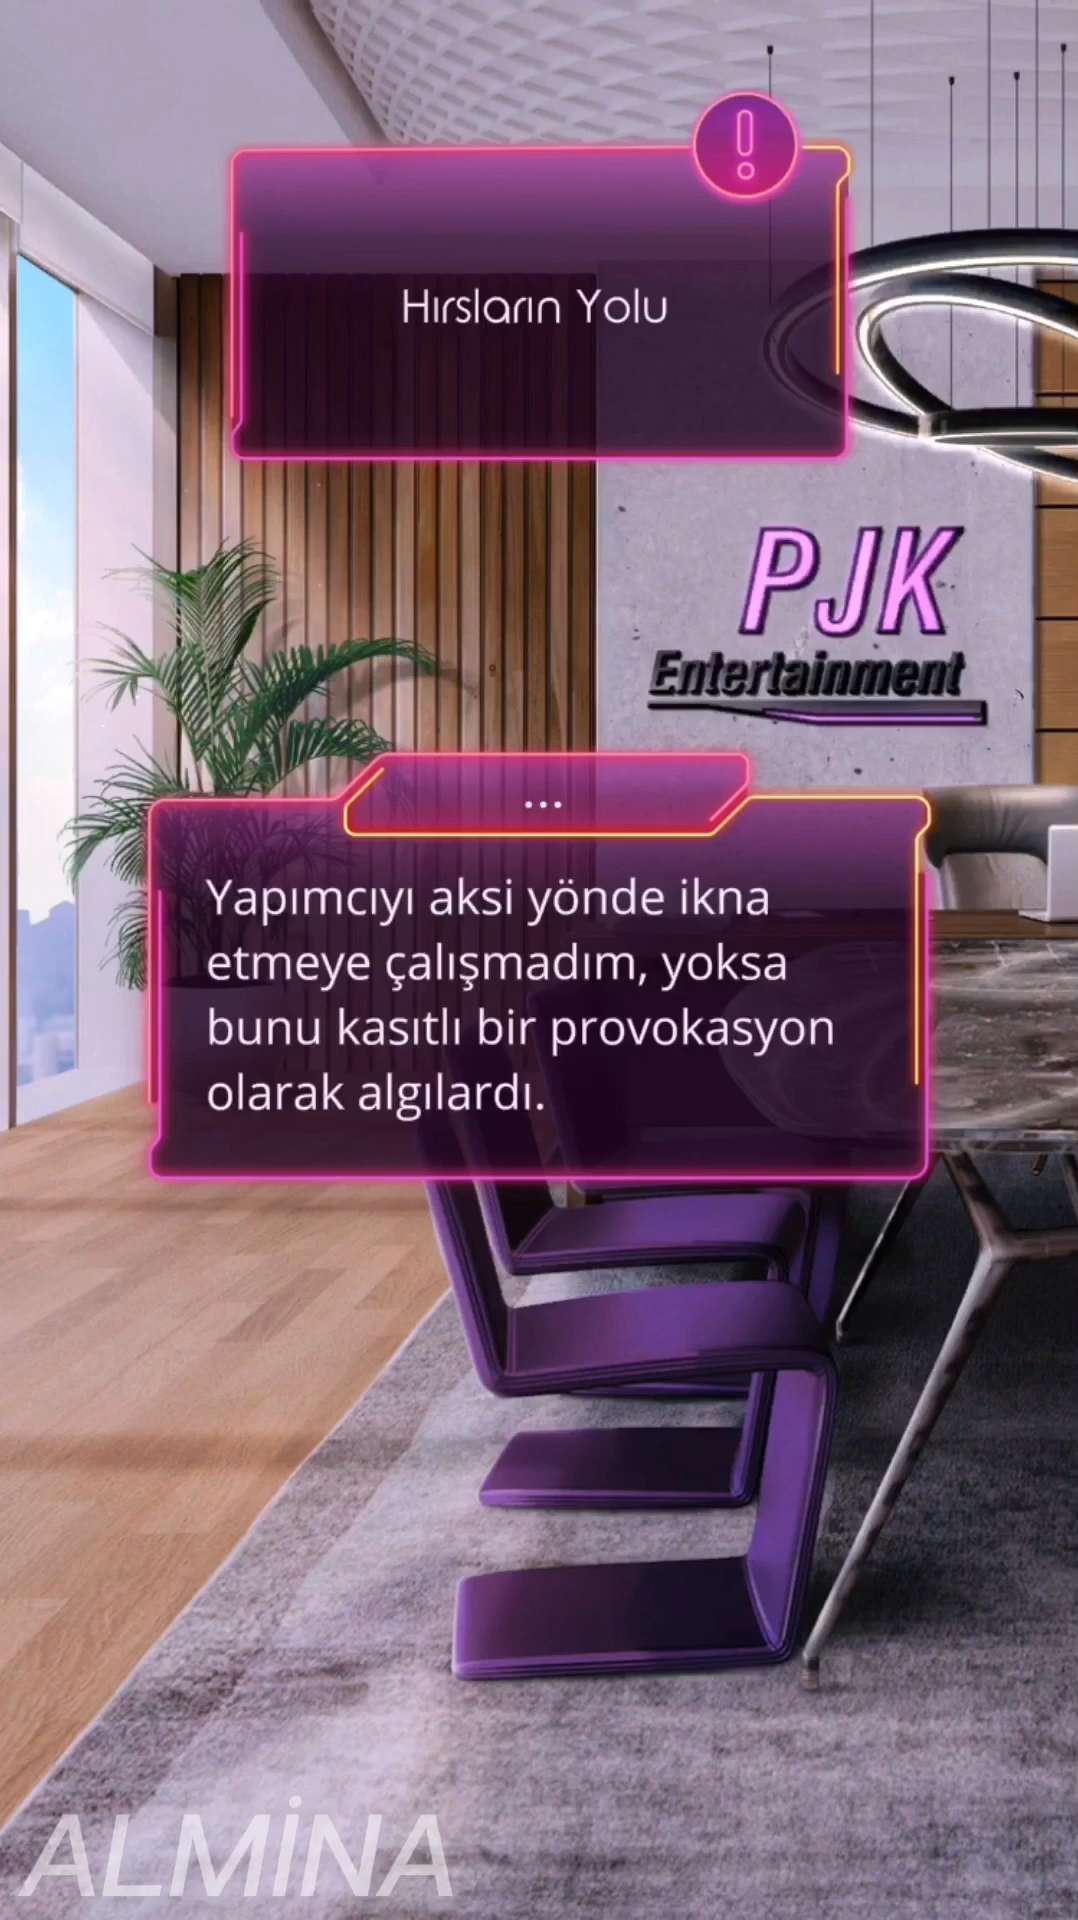 Hırsların Yolu
PJK
Entertainment
...
Yapımcıyı aksi yönde ikna
etmeye çalışmadım, yoksa
bunu kasıtlı bir provokasyon
olarak algılardı.
ALMİNA